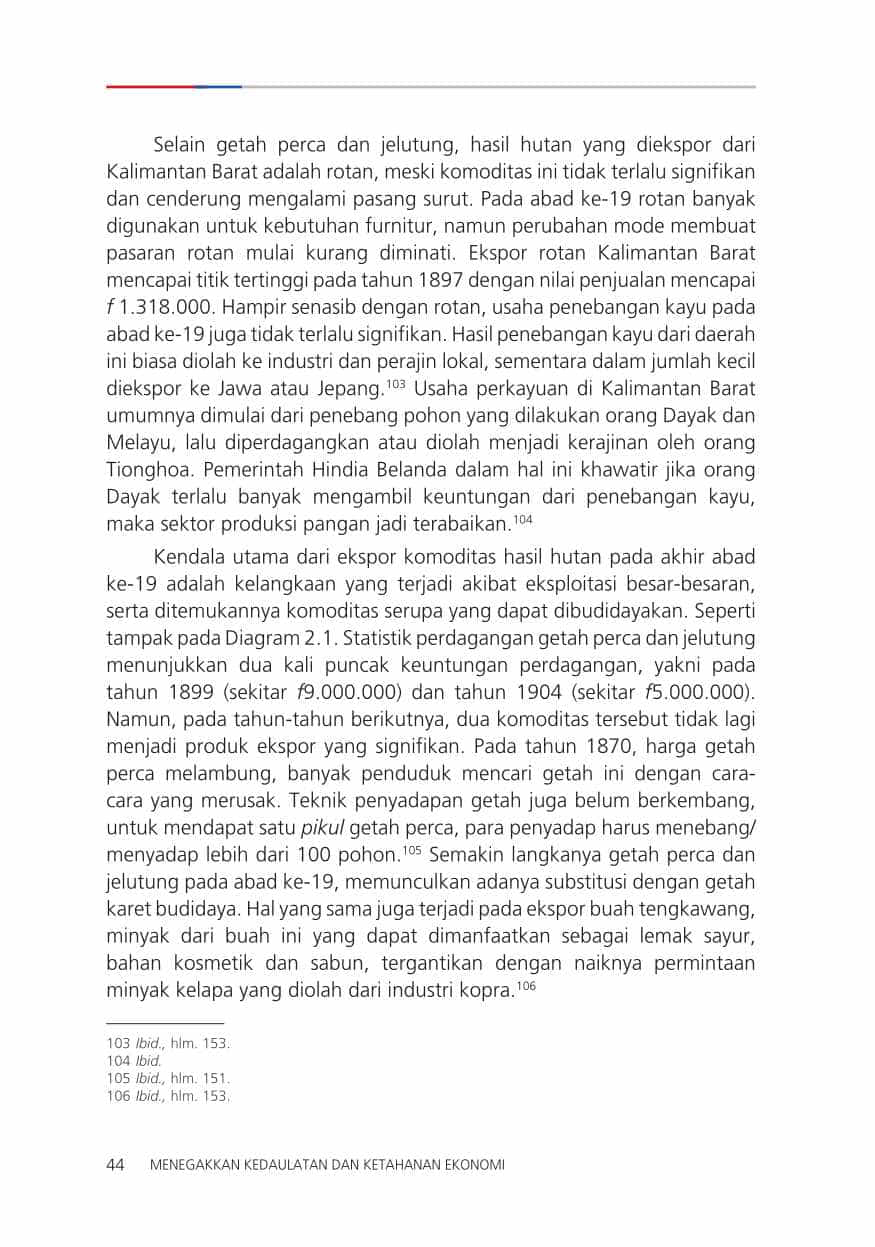 Selain getah perca dan jelutung, hasil hutan yang diekspor dari
Kalimantan Barat adalah rotan, meski komoditas ini tidak terlalu signifikan
dan cenderung mengalami pasang surut. Pada abad ke-19 rotan banyak
digunakan untuk kebutuhan furnitur, namun perubahan mode membuat
pasaran rotan mulai kurang diminati. Ekspor rotan Kalimantan Barat
mencapai titik tertinggi pada tahun 1897 dengan nilai penjualan mencapai
f 1.318.000. Hampir senasib dengan rotan, usaha penebangan kayu pada
abad ke-19 juga tidak terlalu signifikan. Hasil penebangan kayu dari daerah
ini biasa diolah ke industri dan perajin lokal, sementara dalam jumlah kecil
diekspor ke Jawa atau Jepang.103 Usaha perkayuan di Kalimantan Barat
umumnya dimulai dari penebang pohon yang dilakukan orang Dayak dan
Melayu, lalu diperdagangkan atau diolah menjadi kerajinan oleh orang
Tionghoa. Pemerintah Hindia Belanda dalam hal ini khawatir jika orang
Dayak terlalu banyak mengambil keuntungan dari penebangan kayu,
maka sektor produksi pangan jadi terabaikan.104
Kendala utama dari ekspor komoditas hasil hutan pada akhir abad
ke-19 adalah kelangkaan yang terjadi akibat eksploitasi besar-besaran,
serta ditemukannya komoditas serupa yang dapat dibudidayakan. Seperti
tampak pada Diagram 2.1. Statistik perdagangan getah perca dan jelutung
menunjukkan dua kali puncak keuntungan perdagangan, yakni pada
tahun 1899 (sekitar f9.000.000) dan tahun 1904 (sekitar f5.000.000).
Namun, pada tahun-tahun berikutnya, dua komoditas tersebut tidak lagi
menjadi produk ekspor yang signifikan. Pada tahun 1870, harga getah
perca melambung, banyak penduduk mencari getah ini dengan cara-
cara yang merusak. Teknik penyadapan getah juga belum berkembang,
untuk mendapat satu pikul getah perca, para penyadap harus menebang/
menyadap lebih dari 100 pohon.105 Semakin langkanya getah perca dan
jelutung pada abad ke-19, memunculkan adanya substitusi dengan getah
karet budidaya. Hal yang sama juga terjadi pada ekspor buah tengkawang,
minyak dari buah ini yang dapat dimanfaatkan sebagai lemak sayur,
bahan kosmetik dan sabun, tergantikan dengan naiknya permintaan
minyak kelapa yang diolah dari industri kopra.106
103 Ibid., hlm. 153.
104 Ibid.
105 Ibid., hlm. 151.
106 Ibid., hlm. 153.
44 MENEGAKKAN KEDAULATAN DAN KETAHANAN EKONOMI